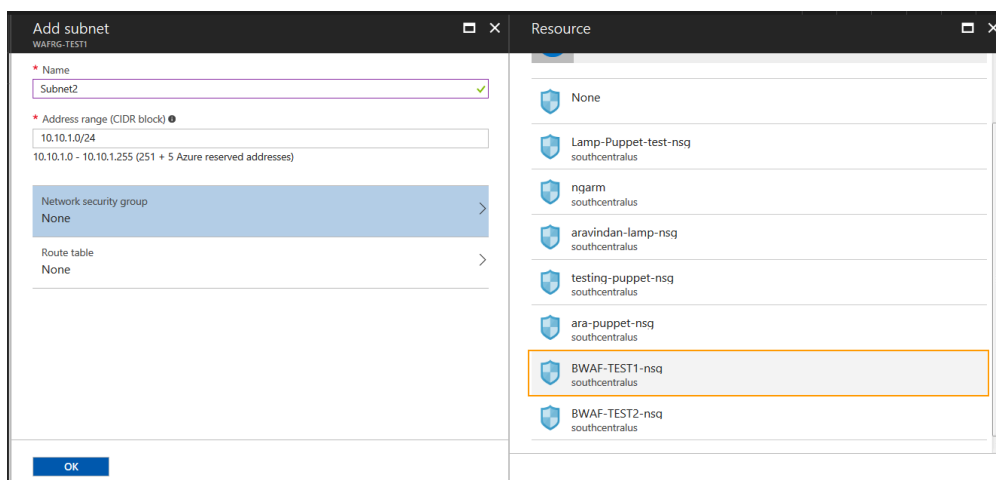 Add subnet
WAFRG-TEST1
* Name
Subnet2
* Address range (CIDR block)
10.10.1.0/24
10.10.1.0 - 10.10.1.255 (251 + 5 Azure reserved addresses)
Network security group
None
Route table
None
OK
Resource
None
Lamp-Puppet-test-nsg
southcentralus
ngarm
southcentralus
aravindan-lamp-nsg
southcentralus
testing-puppet-nsg
southcentralus
ara-puppet-nsg
southcentralus
BWAF-TEST1-nsg
southcentralus
BWAF-TEST2-nsg
southcentralus